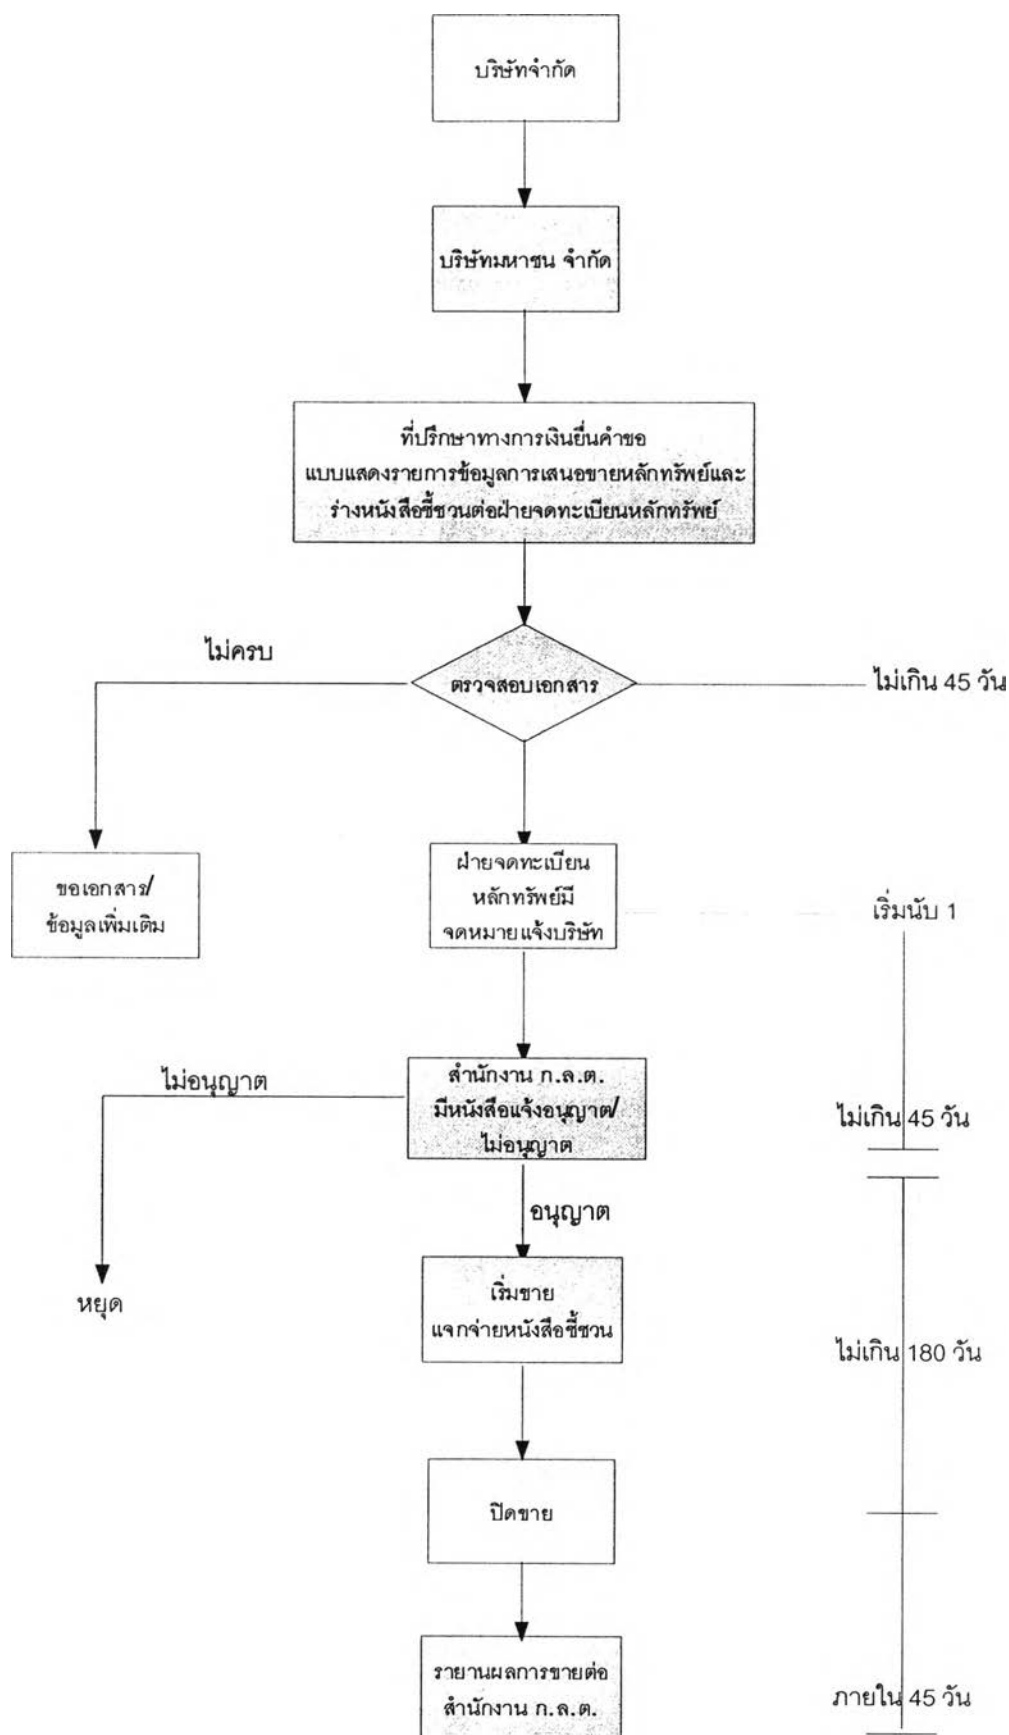 บริษัทจำกัด
บริษัทมหาชน จำกัด
ที่ปรึกษาทางการเงินยื่นคำขอ
แบบแสดงรายการข้อมูลการเสนอขายหลักทรัพย์และ
ร่างหนังสือชี้ชวนต่อฝ่ายจดทะเบียนหลักทรัพย์
ไม่ครบ
ตรวจสอบเอกสาร
ไม่เกิน 45 วัน
ขอเอกสาร/
ข้อมูลเพิ่มเติม
ฝ่ายจดทะเบียน
หลักทรัพย์มี
จดหมายแจ้งบริษัท
เริ่มนับ 1
ไม่อนุญาต
สำนักงาน ก.ล.ต.
มีหนังสือแจ้งอนุญาต/
ไม่อนุญาต
ไม่เกิน 45 วัน
อนุญาต
หยุด
เริ่มขาย
แจกจ่ายหนังสือชี้ชวน
ไม่เกิน 180 วัน
ปิดขาย
รายานผลการขายต่อ
สำนักงาน ก.ล.ต.
ภายใน 45 วัน